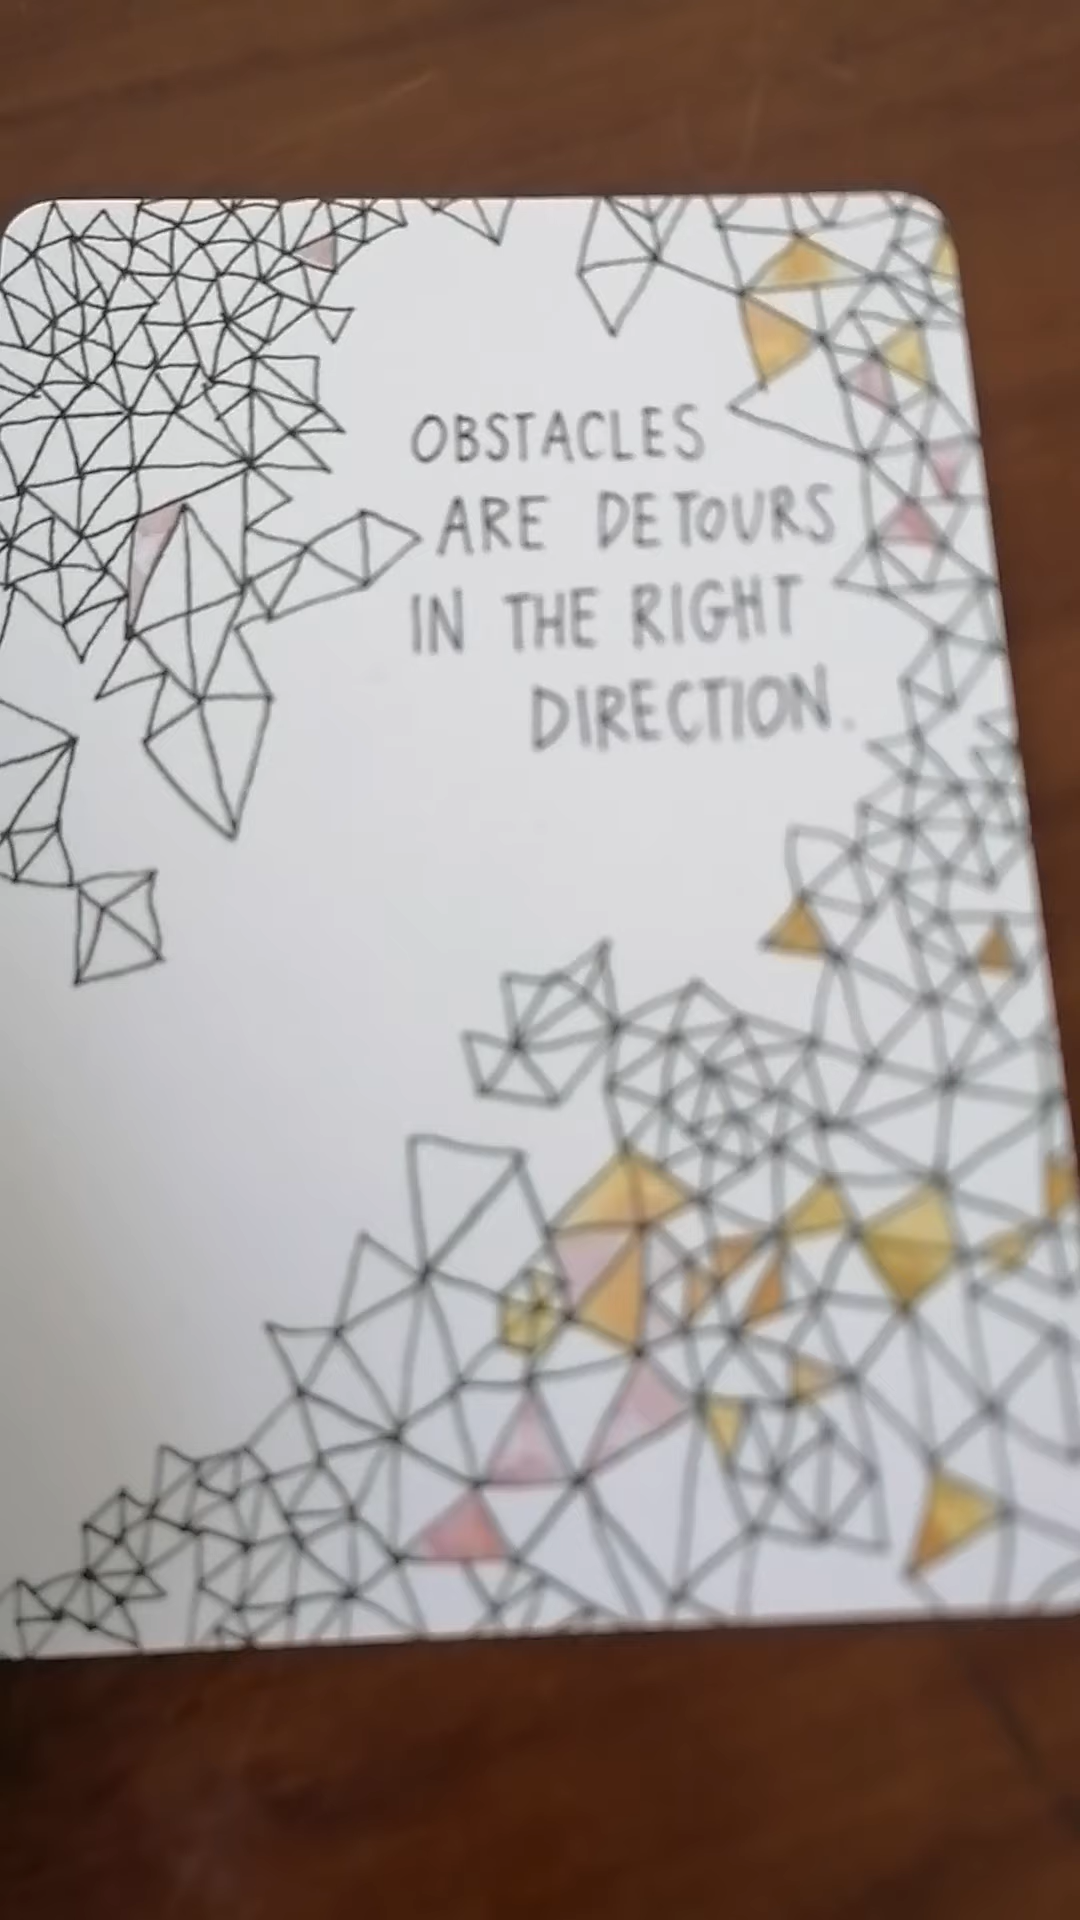 OBSTACLES
ARE DETOURS
IN THE RIGHT
DIRECTION.